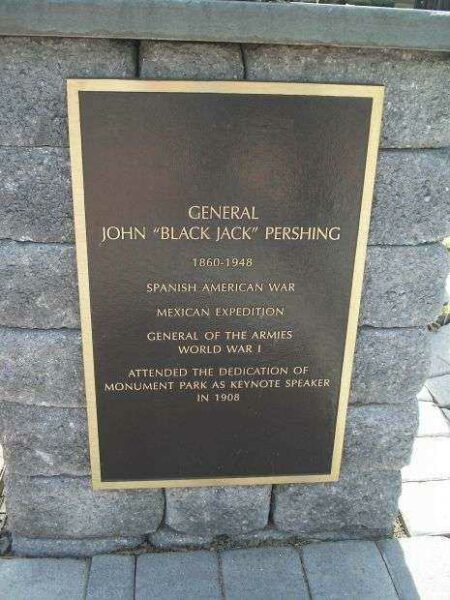 GENERAL
JOHN "BLACK JACK" PERSHING
1860-1948
SPANISH AMERICAN WAR
MEXICAN EXPEDITION
GENERAL OF THE ARMIES
WORLD WAR I
ATTENDED THE DEDICATION OF
MONUMENT PARK AS KEYNOTE SPEAKER
IN 1908